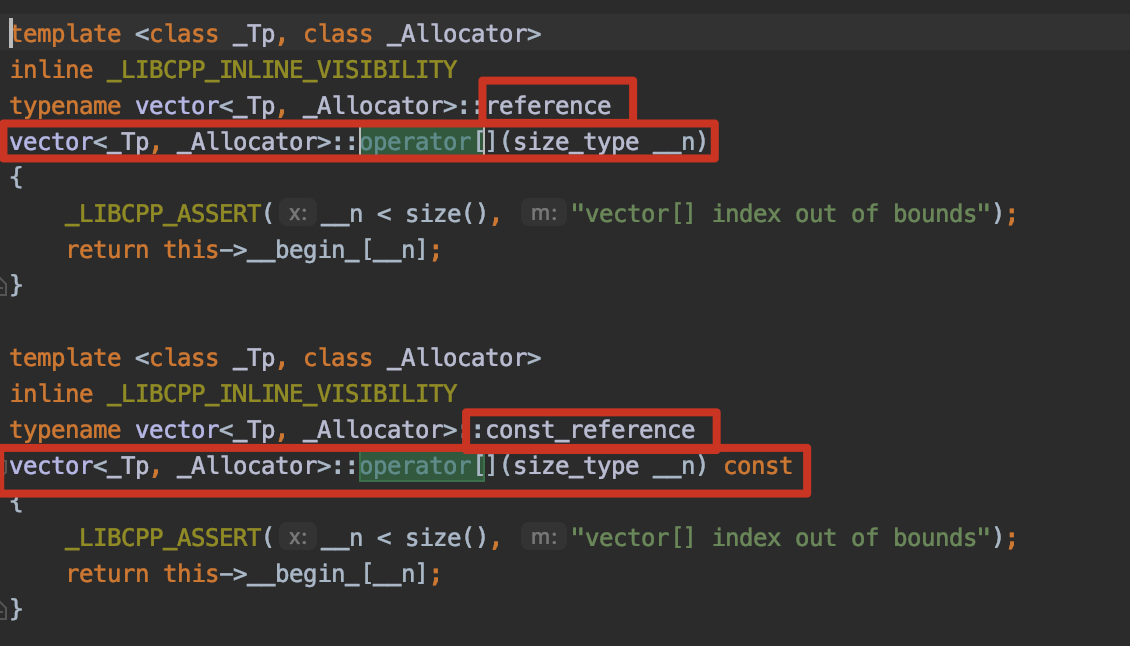 template <class _Tp, class _Allocator>
inline _LIBCPP_INLINE_VISIBILITY
typename vector<_Tp, _Allocator>::reference
vector<_Tp, _Allocator>::operator[](size_type __n)
{
    _LIBCPP_ASSERT( x: __n < size(), m: "vector[] index out of bounds");
    return this->__begin_[__n];
}
template <class _Tp, class _Allocator>
inline _LIBCPP_INLINE_VISIBILITY
typename vector<_Tp, _Allocator>::const_reference
vector<_Tp, _Allocator>::operator[](size_type __n) const
{
    _LIBCPP_ASSERT( x: __n < size(), m: "vector[] index out of bounds");
    return this->__begin_[__n];
}